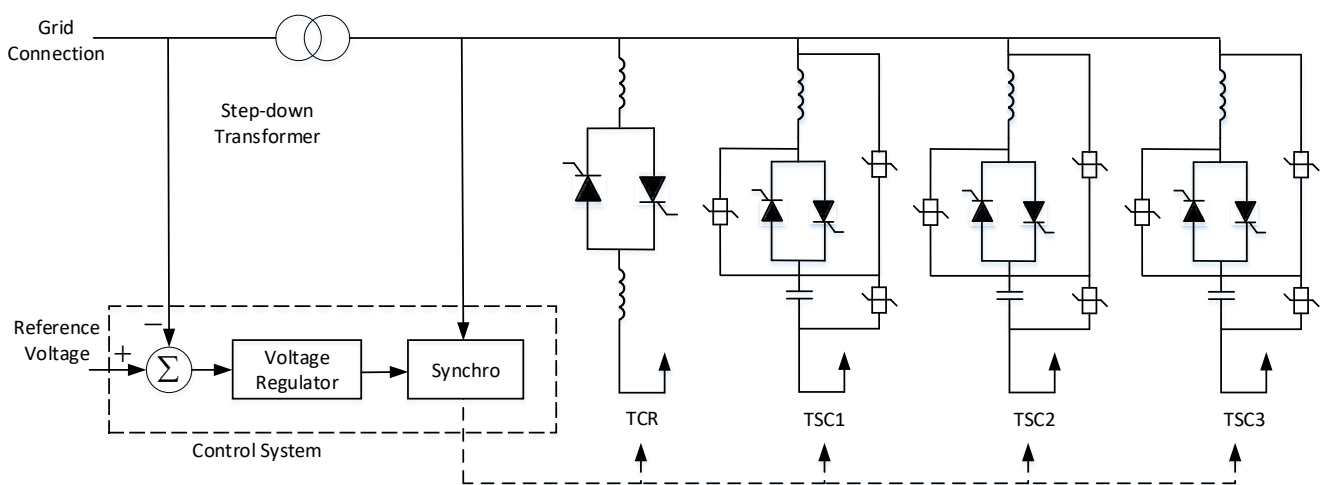 Grid
Connection
Step-down
Transformer
Reference
Voltage
−
+
Σ
Voltage
Regulator
Synchro
Control System
TCR
TSC1
TSC2
TSC3